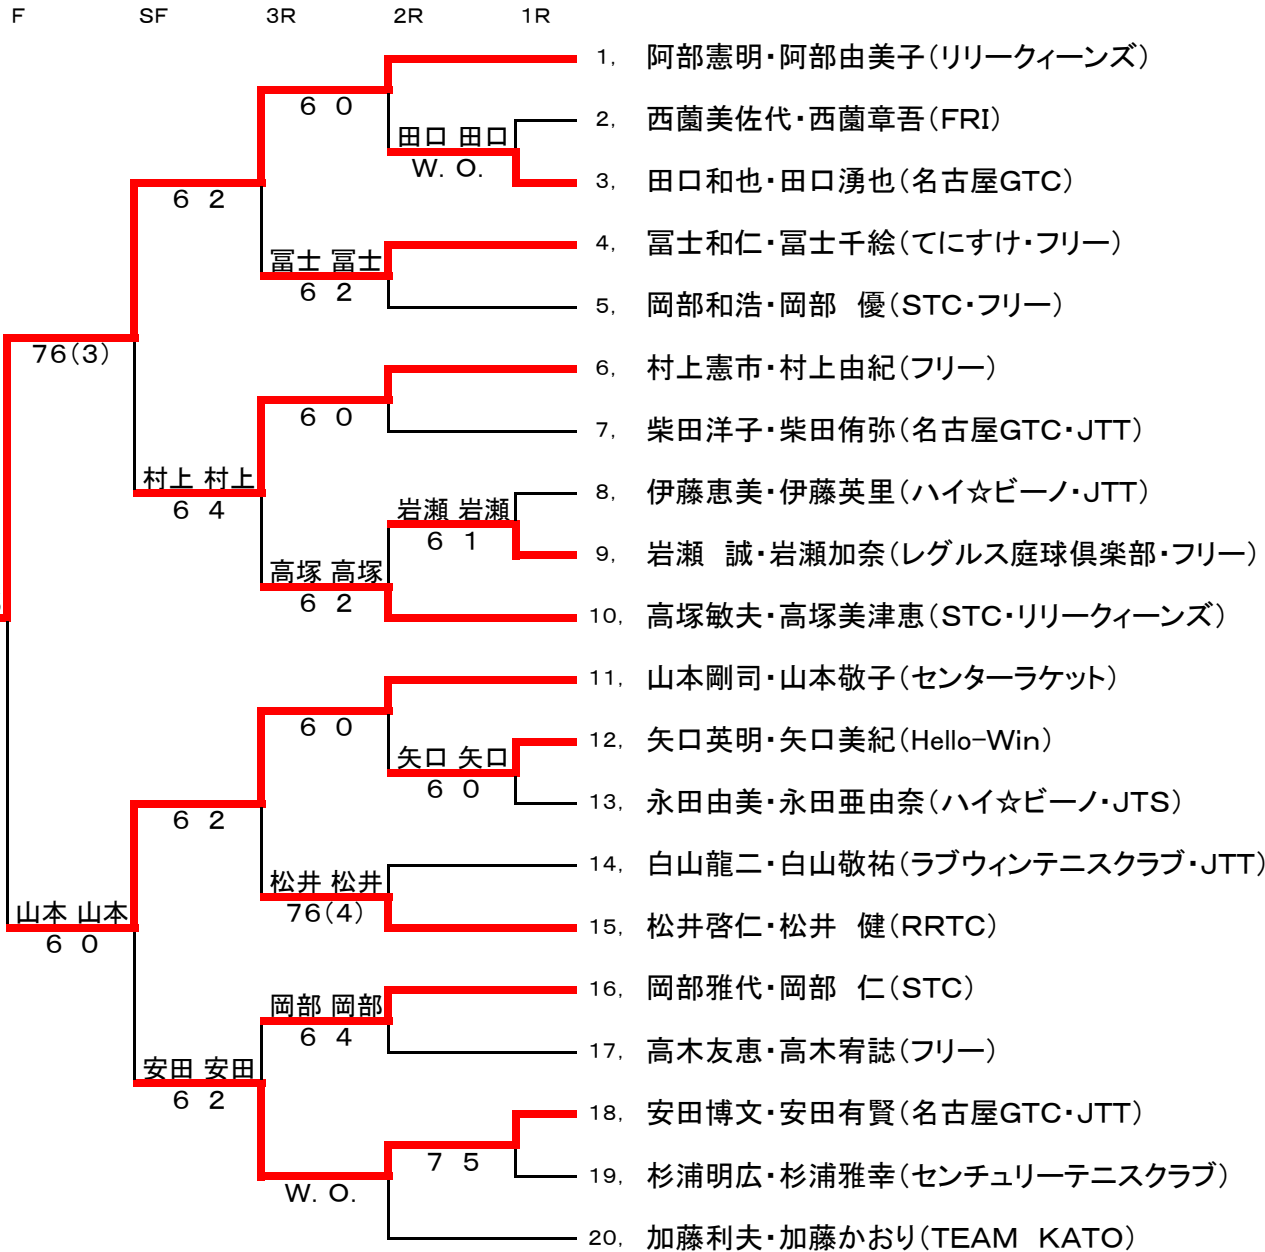 F SF 3R 2R 1R
1, 阿部憲明・阿部由美子(リリークィーンズ)
6 0
2, 西薗美佐代・西薗章吾(FRI)
田口 田口
W. O.
3, 田口和也・田口湧也(名古屋GTC)
6 2
4, 冨士和仁・冨士千絵(てにすけ・フリー)
冨士 冨士
6 2
5, 岡部和浩・岡部 優(STC・フリー)
76(3)
6, 村上憲市・村上由紀(フリー)
6 0
7, 柴田洋子・柴田侑弥(名古屋GTC・JTT)
村上 村上
6 4
8, 伊藤恵美・伊藤英里(ハイ☆ビーノ・JTT)
岩瀬 岩瀬
6 1
9, 岩瀬 誠・岩瀬加奈(レグルス庭球倶楽部・フリー)
高塚 高塚
6 2
10, 高塚敏夫・高塚美津恵(STC・リリークィーンズ)
11, 山本剛司・山本敬子(センターラケット)
6 0
12, 矢口英明・矢口美紀(Hello-Win)
矢口 矢口
6 0
13, 永田由美・永田亜由奈(ハイ☆ビーノ・JTS)
6 2
14, 白山龍二・白山敬祐(ラブウィンテニスクラブ・JTT)
松井 松井
76(4)
15, 松井啓仁・松井 健(RRTC)
山本 山本
6 0
16, 岡部雅代・岡部 仁(STC)
岡部 岡部
6 4
17, 高木友恵・高木宥誌(フリー)
安田 安田
6 2
18, 安田博文・安田有賢(名古屋GTC・JTT)
7 5
19, 杉浦明広・杉浦雅幸(センチュリーテニスクラブ)
W. O.
20, 加藤利夫・加藤かおり(TEAM KATO)